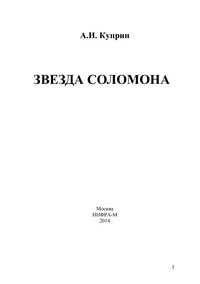 А.И. Куприн
ЗВЕЗДА СОЛОМОНА
Москва
ИНФРА-М
2014
1